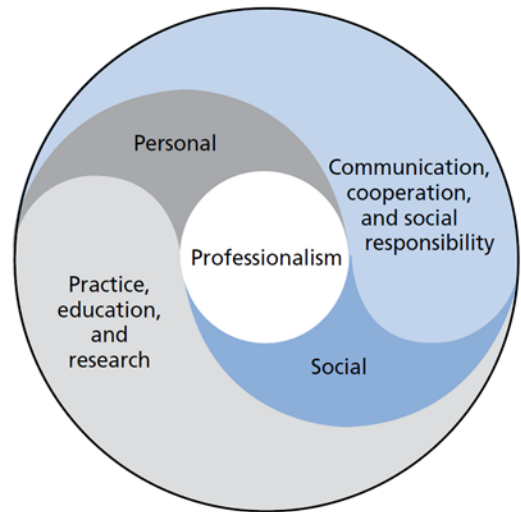 Personal
Communication,
cooperation,
and social
responsibility
Professionalism
Practice,
education,
and
research
Social